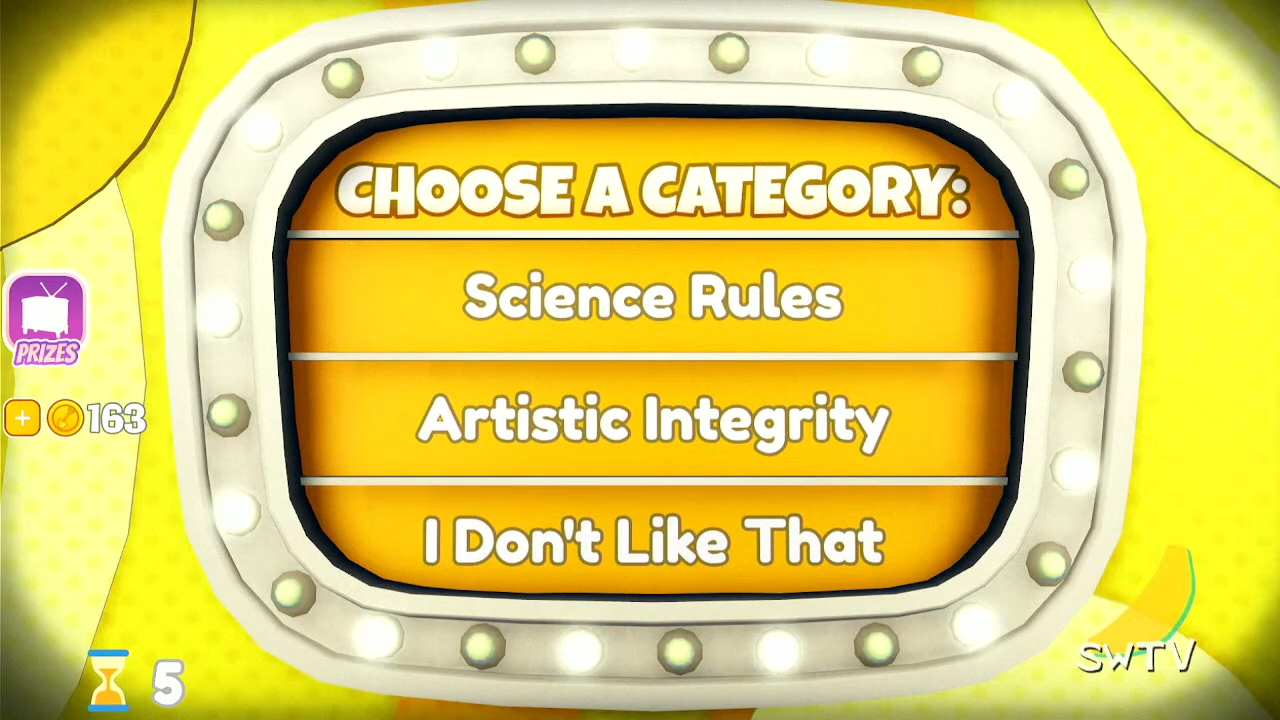 CHOOSE A CATEGORY:
Science Rules
Artistic Integrity
I Don't Like That
PRIZES
+
163
5
SWTV